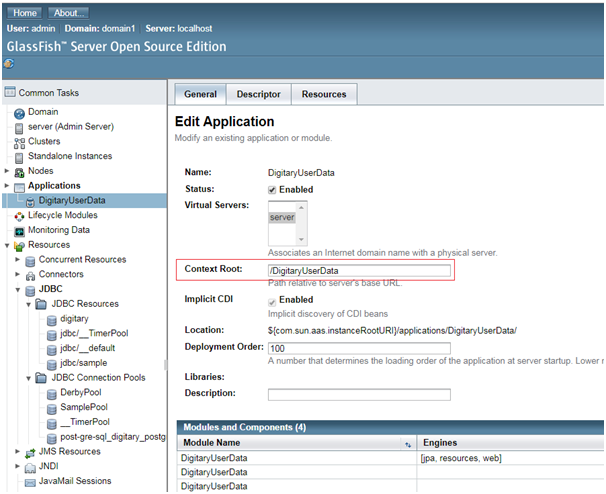 Home About...
User: admin Domain: domain1 Server: localhost
GlassFish™ Server Open Source Edition
Common Tasks
Domain
server (Admin Server)
Clusters
Standalone Instances
Nodes
Applications
DigitaryUserData
Lifecycle Modules
Monitoring Data
Resources
Concurrent Resources
Connectors
JDBC
JDBC Resources
digitary
jdbc/__TimerPool
jdbc/__default
jdbc/sample
JDBC Connection Pools
DerbyPool
SamplePool
__TimerPool
post-gre-sql_digitary_postg
JMS Resources
JNDI
JavaMail Sessions
General Descriptor Resources
Edit Application
Modify an existing application or module.
Name: DigitaryUserData
Status: Enabled
Virtual Servers:
server
Associates an Internet domain name with a physical server.
Context Root: /DigitaryUserData
Path relative to server's base URL.
Implicit CDI Enabled
Implicit discovery of CDI beans
Location: ${com.sun.aas.instanceRootURI}/applications/DigitaryUserData/
Deployment Order: 100
A number that determines the loading order of the application at server startup. Lower
Libraries:
Description:
Modules and Components (4)
Module Name Engines
DigitaryUserData [jpa, resources, web]
DigitaryUserData
DigitaryUserData